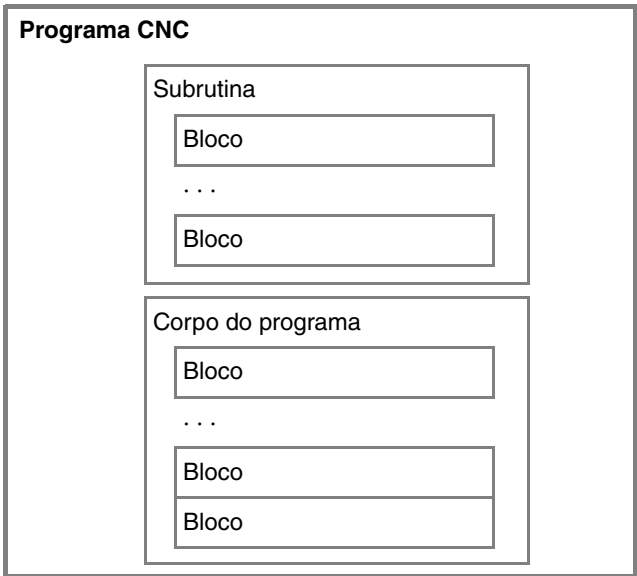 Programa CNC
Subrutina
Bloco
. . .
Bloco
Corpo do programa
Bloco
. . .
Bloco
Bloco